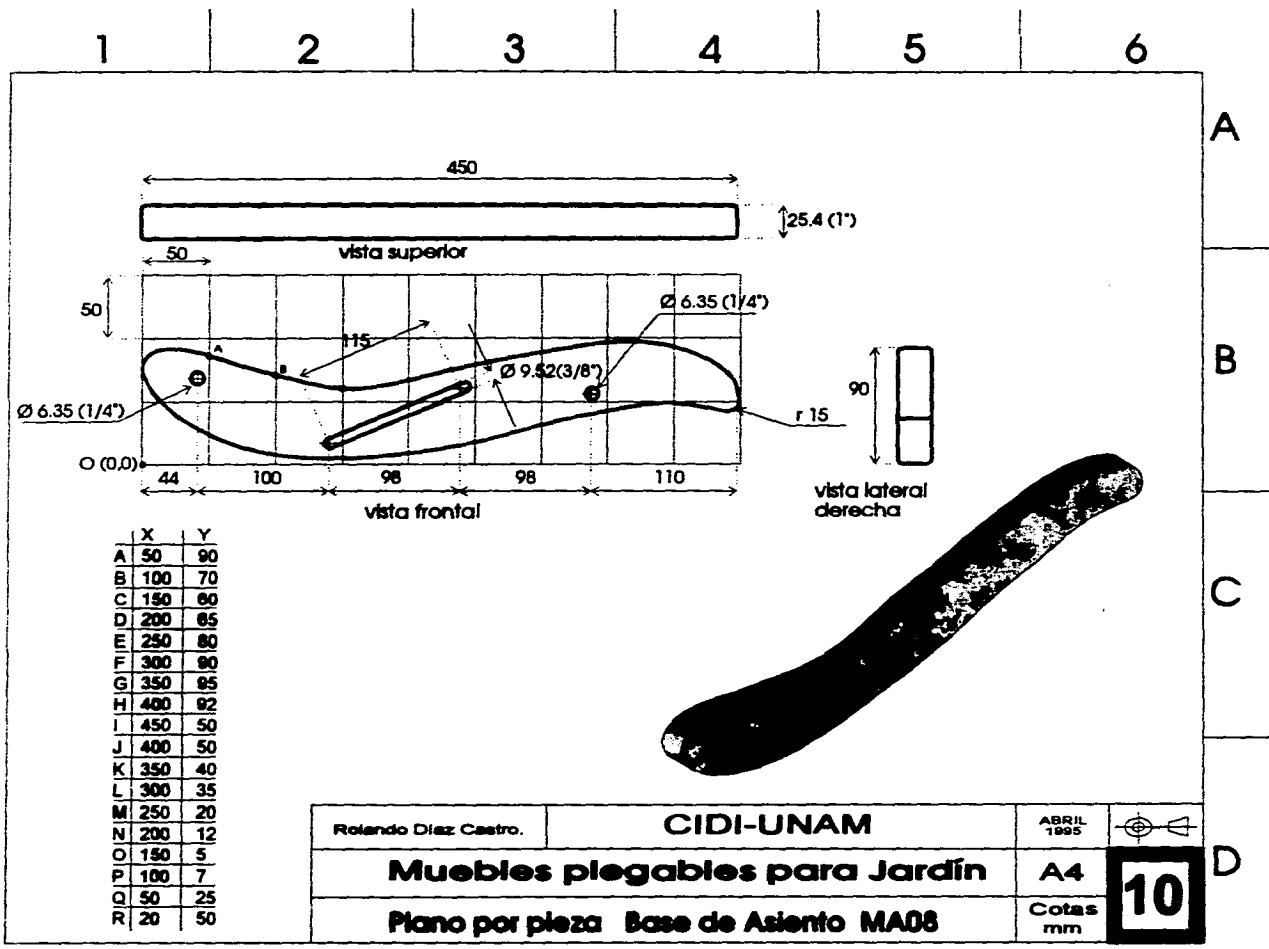 1 2 3 4 5 6
A
B
C
D
450
25.4 (1")
vista superior
50
50
115
Ø 6.35 (1/4")
A
B
Ø 9.52(3/8")
Ø 6.35 (1/4")
r 15
90
O (0,0)
44 100 98 98 110
vista frontal
vista lateral
derecha
X Y
A 50 90
B 100 70
C 150 60
D 200 65
E 250 80
F 300 90
G 350 95
H 400 92
I 450 50
J 400 50
K 350 40
L 300 35
M 250 20
N 200 12
O 150 5
P 100 7
Q 50 25
R 20 50
Rolando Díaz Castro. CIDI-UNAM ABRIL
1995
Muebles plegables para Jardín A4
10
Plano por pieza Base de Asiento MA08 Cotas
mm